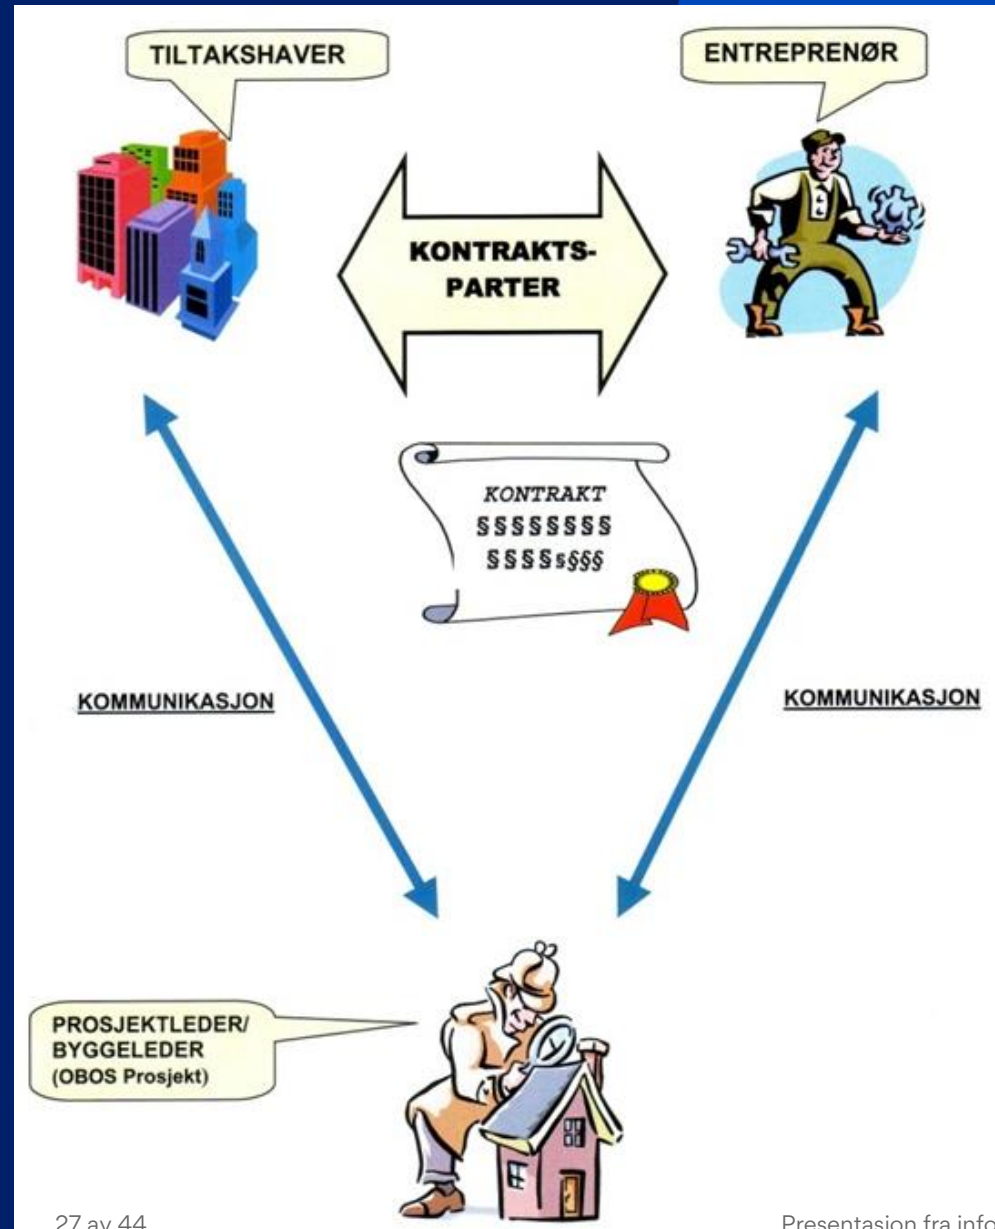 TILTAKSHAVER
ENTREPRENØR
KONTRAKTS-
PARTER
KONTRAKT
§§§§§§§§
§§§§§§§§
KOMMUNIKASJON
KOMMUNIKASJON
PROSJEKTLEDER/
BYGGELEDER
(OBOS Prosjekt)
27 av 44
Presentasjon fra info